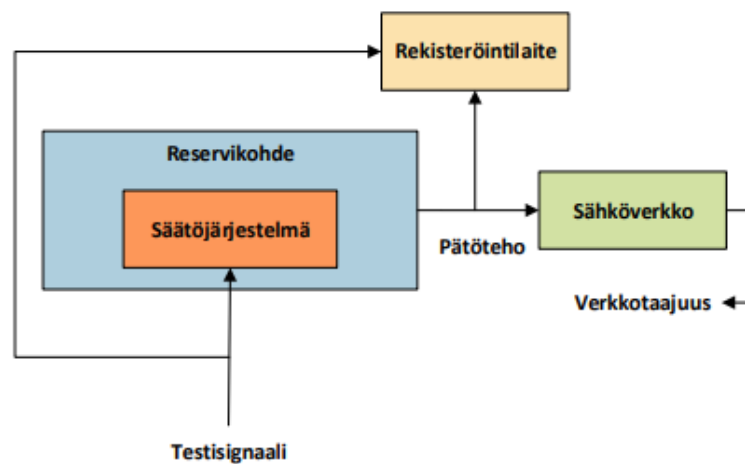 Rekisteröintilaite
Reservikohde
Säätöjärjestelmä
Sähköverkko
Pätöteho
Verkkotaajuus
Testisignaali